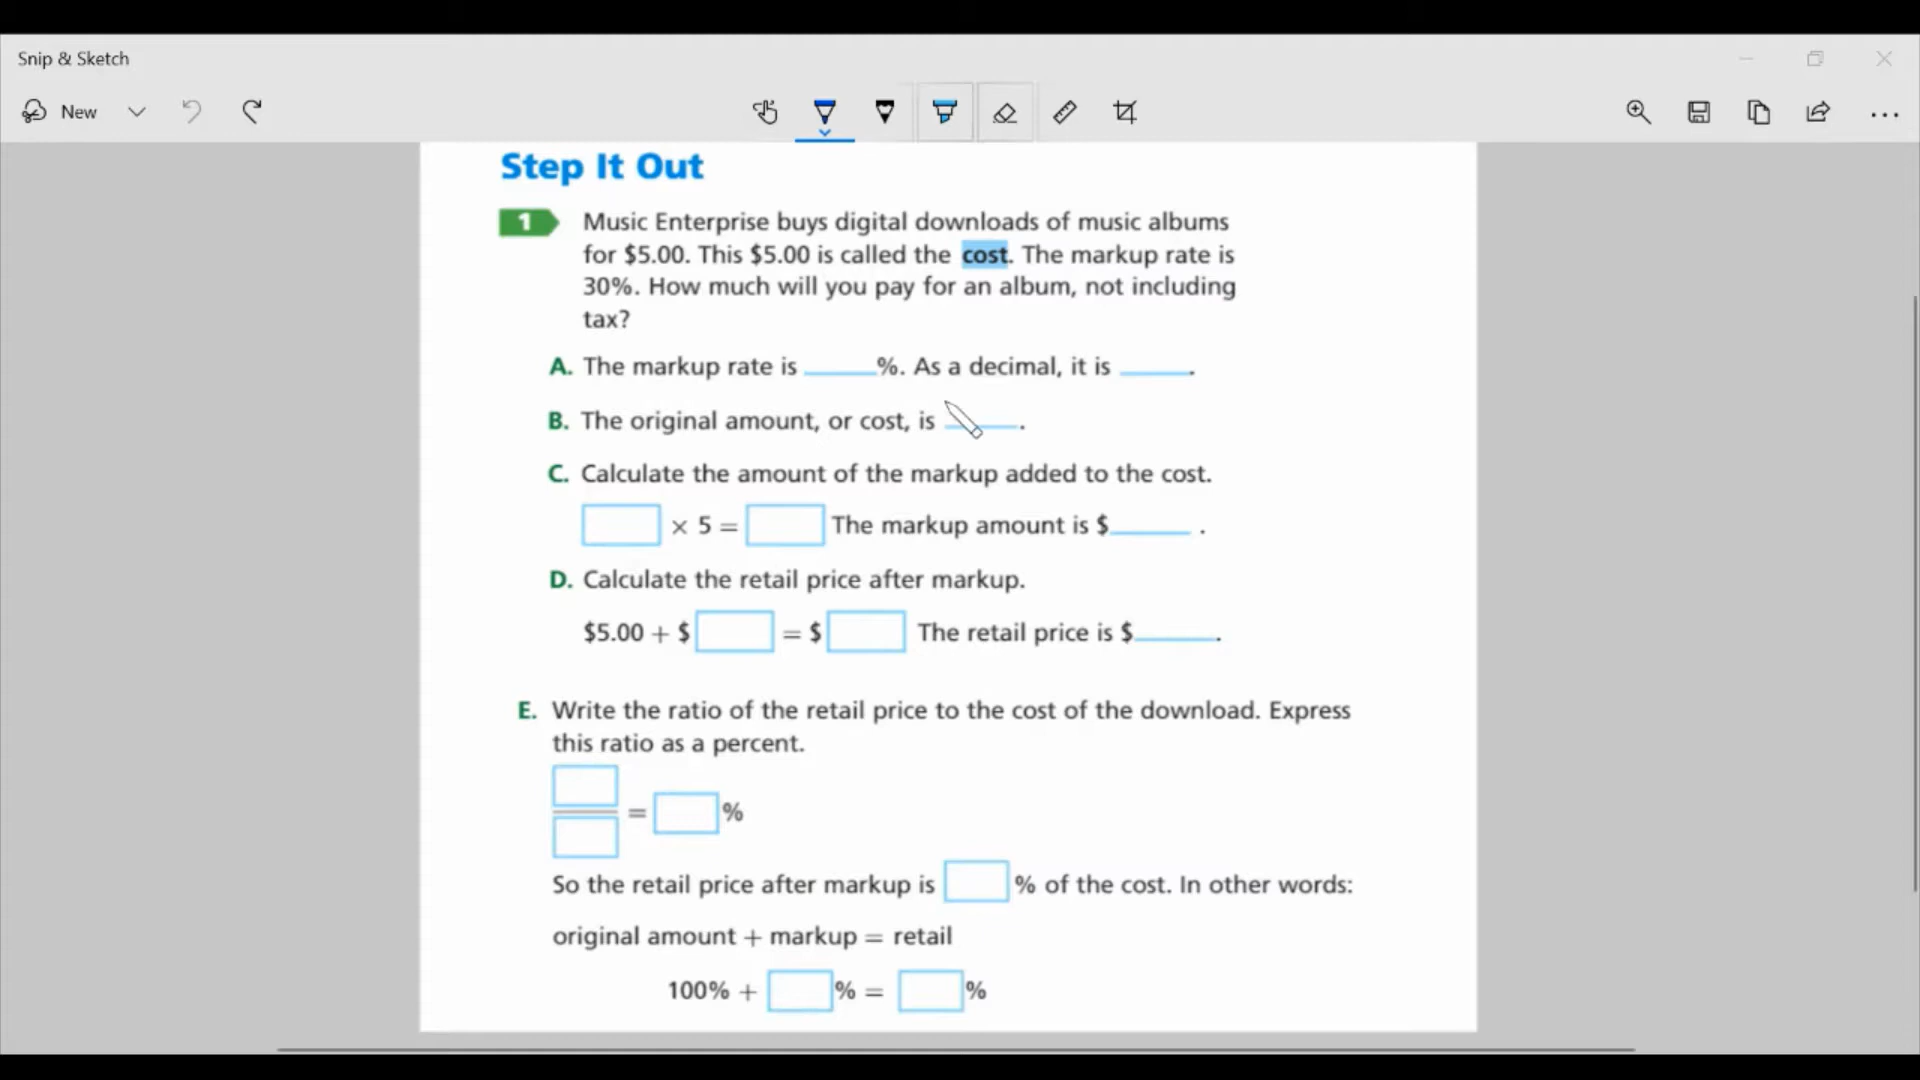 Snip & Sketch
New
Step It Out
1 Music Enterprise buys digital downloads of music albums
for $5.00. This $5.00 is called the cost. The markup rate is
30%. How much will you pay for an album, not including
tax?
A. The markup rate is ______%. As a decimal, it is ______.
B. The original amount, or cost, is ______.
C. Calculate the amount of the markup added to the cost.
× 5 = The markup amount is $______.
D. Calculate the retail price after markup.
$5.00 + $ = $ The retail price is $______.
E. Write the ratio of the retail price to the cost of the download. Express
this ratio as a percent.
= %
So the retail price after markup is % of the cost. In other words:
original amount + markup = retail
100% + % = %